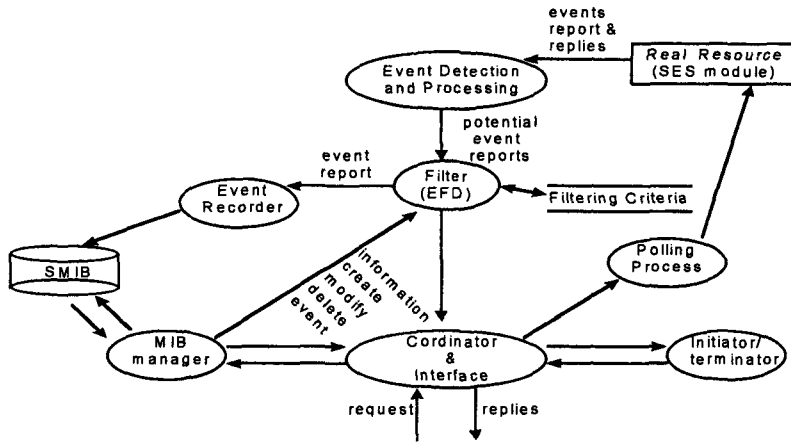 events
report &
replies
Real Resource
(SES module)
Event Detection
and Processing
potential
event
reports
event
report
Filter
(EFD)
Filtering Criteria
Event
Recorder
SMIB
information
create
modify
delete
event
Polling
Process
MIB
manager
Cordinator
&
Interface
Initiator/
terminator
request
replies